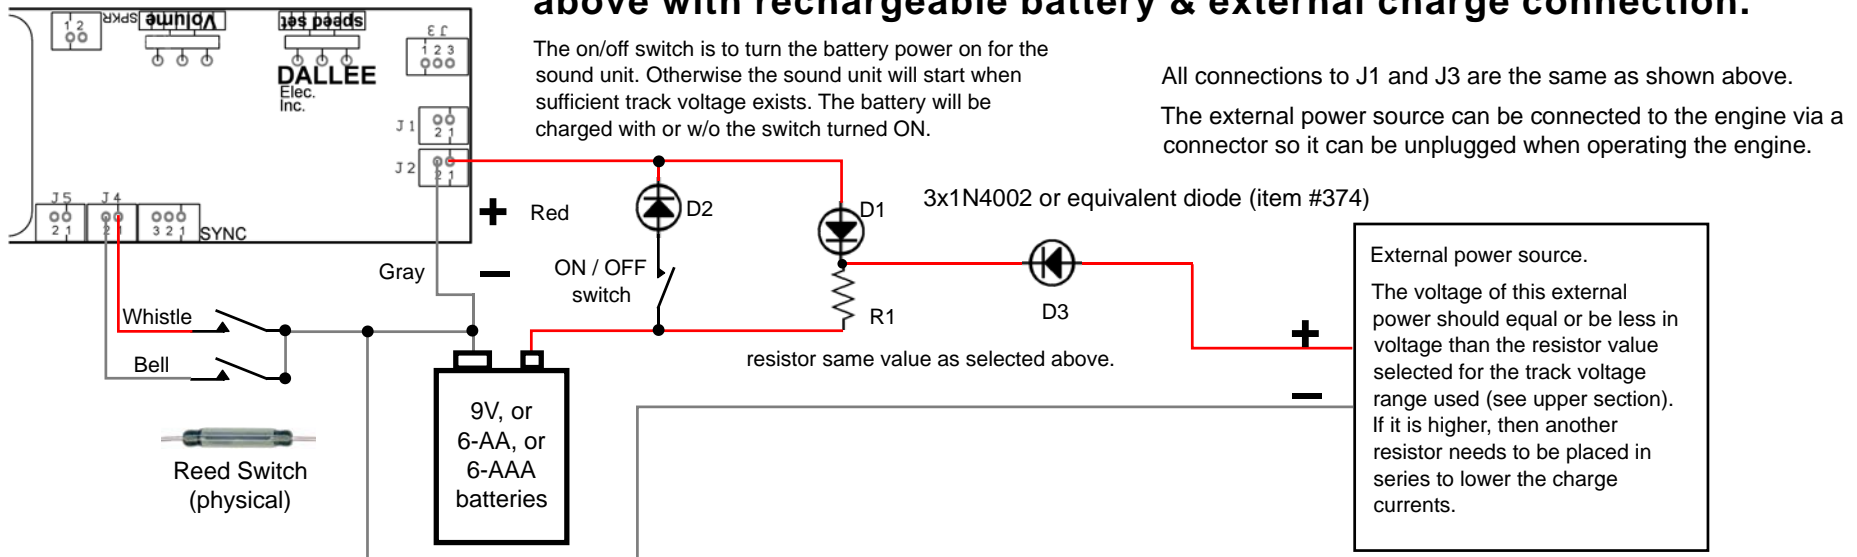 above with rechargeable battery & external charge connection.
The on/off switch is to turn the battery power on for the
sound unit. Otherwise the sound unit will start when
sufficient track voltage exists. The battery will be
charged with or w/o the switch turned ON.
All connections to J1 and J3 are the same as shown above.
The external power source can be connected to the engine via a
connector so it can be unplugged when operating the engine.
1 2
SPKR
Volume
speed set
J3
1 2 3
DALLEE
Elec.
Inc.
J1
2 1
J2
2 1
J5
2 1
J4
2 1
3 2 1
SYNC
+
Red
−
Gray
D2
ON / OFF
switch
D1
3x1N4002 or equivalent diode (item #374)
R1
D3
resistor same value as selected above.
Whistle
Bell
Reed Switch
(physical)
9V, or
6-AA, or
6-AAA
batteries
+
−
External power source.
The voltage of this external
power should equal or be less in
voltage than the resistor value
selected for the track voltage
range used (see upper section).
If it is higher, then another
resistor needs to be placed in
series to lower the charge
currents.